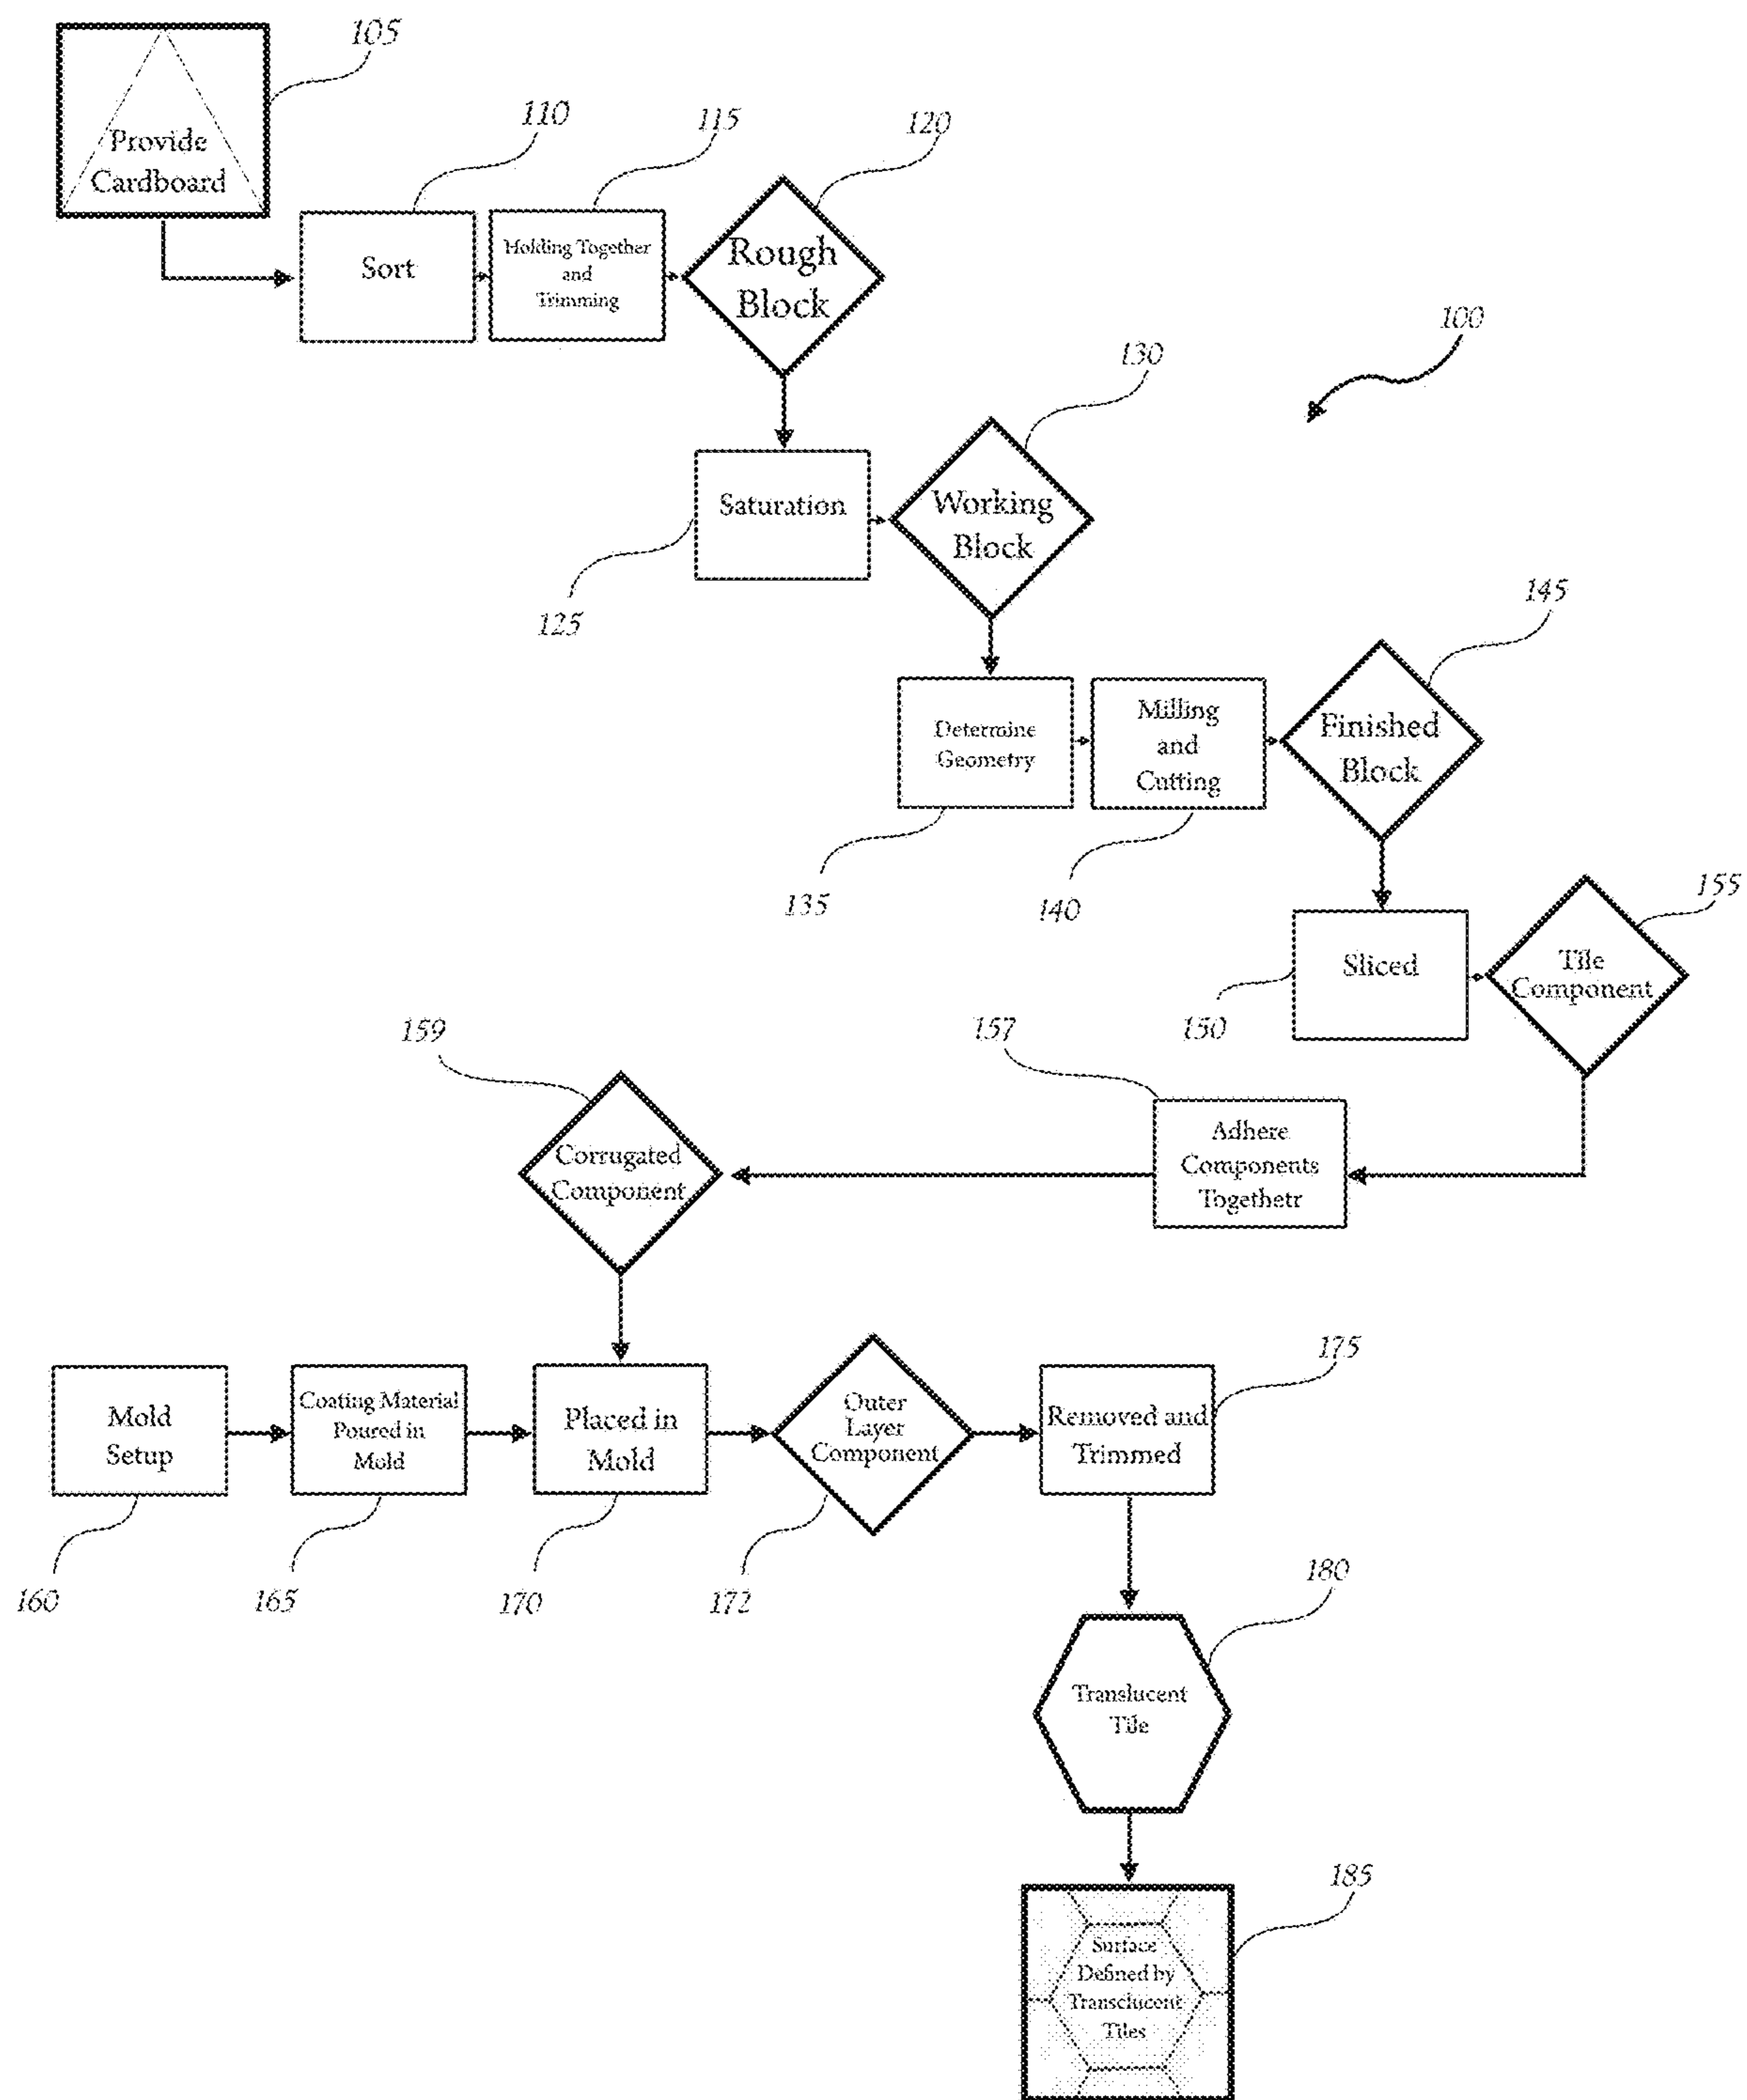 105
Provide
Cardboard
110
Sort
115
Holding Together
and
Trimming
120
Rough
Block
100
125
Saturation
130
Working
Block
135
Determine
Geometry
140
Milling
and
Cutting
145
Finished
Block
150
Sliced
155
Tile
Component
157
Adhere
Components
Togethetr
159
Corrugated
Component
160
Mold
Setup
165
Coating Material
Poured in
Mold
170
Placed in
Mold
172
Outer
Layer
Component
175
Removed and
Trimmed
180
Translucent
Tile
185
Surface
Defined by
Transclucent
Tiles